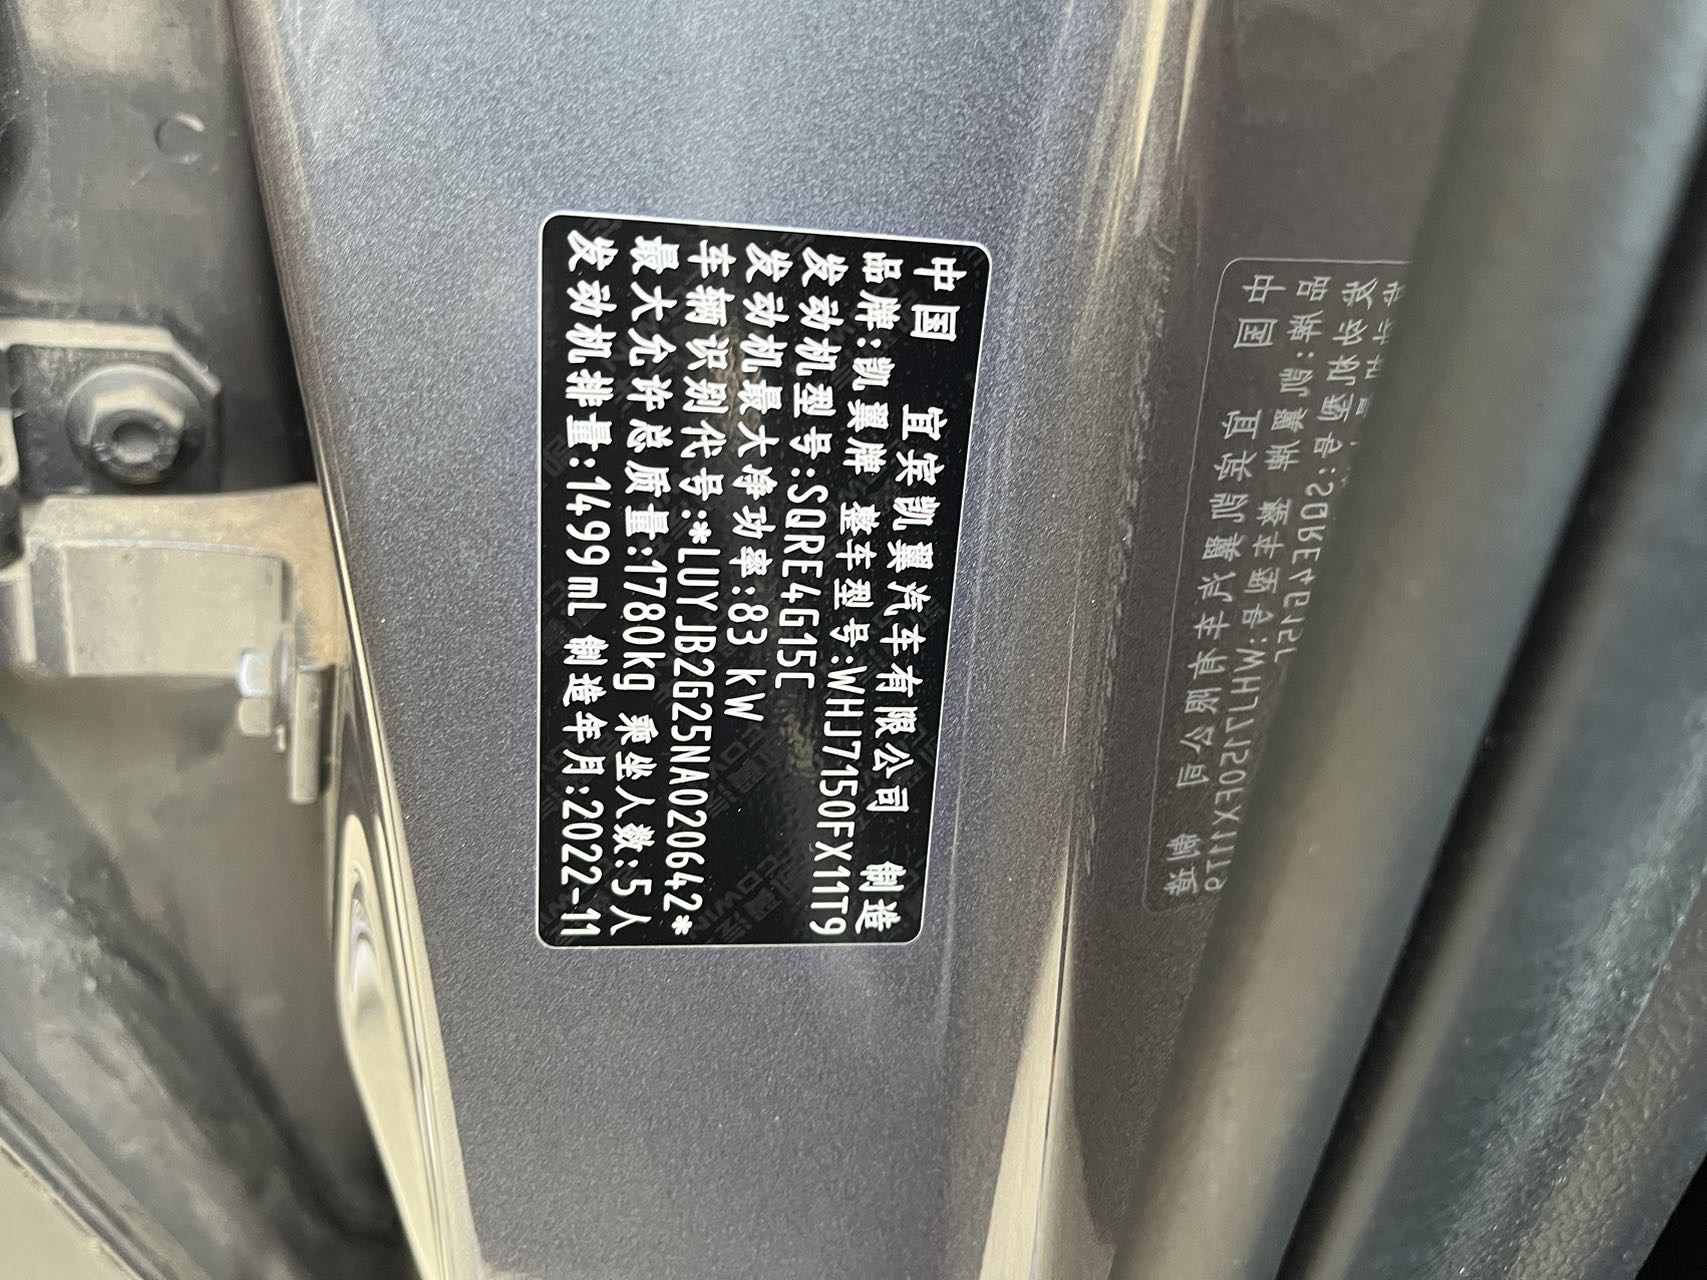 中国 宜宾凯翼汽车有限公司 制造
品牌:凯翼牌 整车型号:WHJ7150FX11T9
发动机型号:SQRE4G15C
发动机最大净功率:83 kW
车辆识别代号:*LUYJB2G25NA020642*
最大允许总质量:1780kg 乘坐人数:5人
发动机排量:1499 mL 制造年月:2022-11